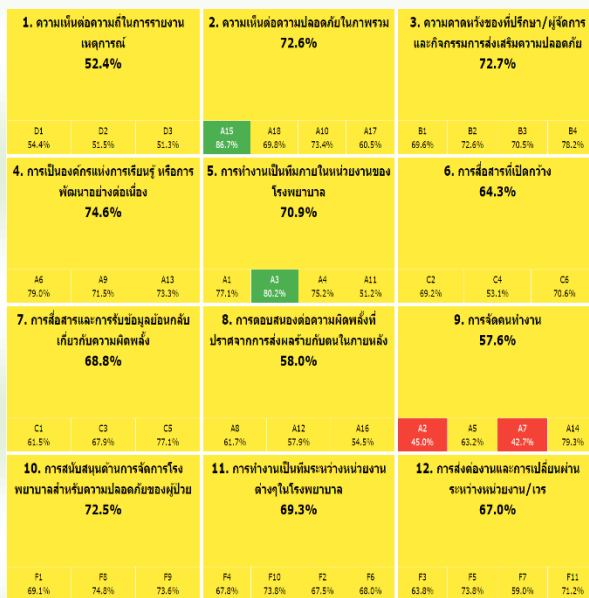 1. ความเห็นต่อความถี่ในการรายงาน
เหตุการณ์
52.4%
D1 D2 D3
54.4% 51.5% 51.3%
2. ความเห็นต่อความปลอดภัยในภาพรวม
72.6%
A15 A18 A10 A17
86.7% 69.8% 73.4% 60.5%
3. ความคาดหวังของที่ปรึกษา/ผู้จัดการ
และกิจกรรมการส่งเสริมความปลอดภัย
72.7%
B1 B2 B3 B4
69.6% 72.6% 70.5% 78.2%
4. การเป็นองค์กรแห่งการเรียนรู้ หรือการ
พัฒนาอย่างต่อเนื่อง
74.6%
A6 A9 A13
79.0% 71.5% 73.3%
5. การทำงานเป็นทีมภายในหน่วยงานของ
โรงพยาบาล
70.9%
A1 A3 A4 A11
77.1% 80.2% 75.2% 51.2%
6. การสื่อสารที่เปิดกว้าง
64.3%
C2 C4 C6
69.2% 53.1% 70.6%
7. การสื่อสารและการรับข้อมูลย้อนกลับ
เกี่ยวกับความผิดพลั้ง
68.8%
C1 C3 C5
61.5% 67.9% 77.1%
8. การตอบสนองต่อความผิดพลั้งที่
ปราศจากการส่งผลร้ายกับตนในภายหลัง
58.0%
A8 A12 A16
61.7% 57.9% 54.5%
9. การจัดคนทำงาน
57.6%
A2 A5 A7 A14
45.0% 63.2% 42.7% 79.3%
10. การสนับสนุนด้านการจัดการโรง
พยาบาลสำหรับความปลอดภัยของผู้ป่วย
72.5%
F1 F8 F9
69.1% 74.8% 73.6%
11. การทำงานเป็นทีมระหว่างหน่วยงาน
ต่างๆในโรงพยาบาล
69.3%
F4 F10 F2 F6
67.8% 73.8% 67.5% 68.0%
12. การส่งต่องานและการเปลี่ยนผ่าน
ระหว่างหน่วยงาน/เวร
67.0%
F3 F5 F7 F11
63.8% 73.8% 59.0% 71.2%